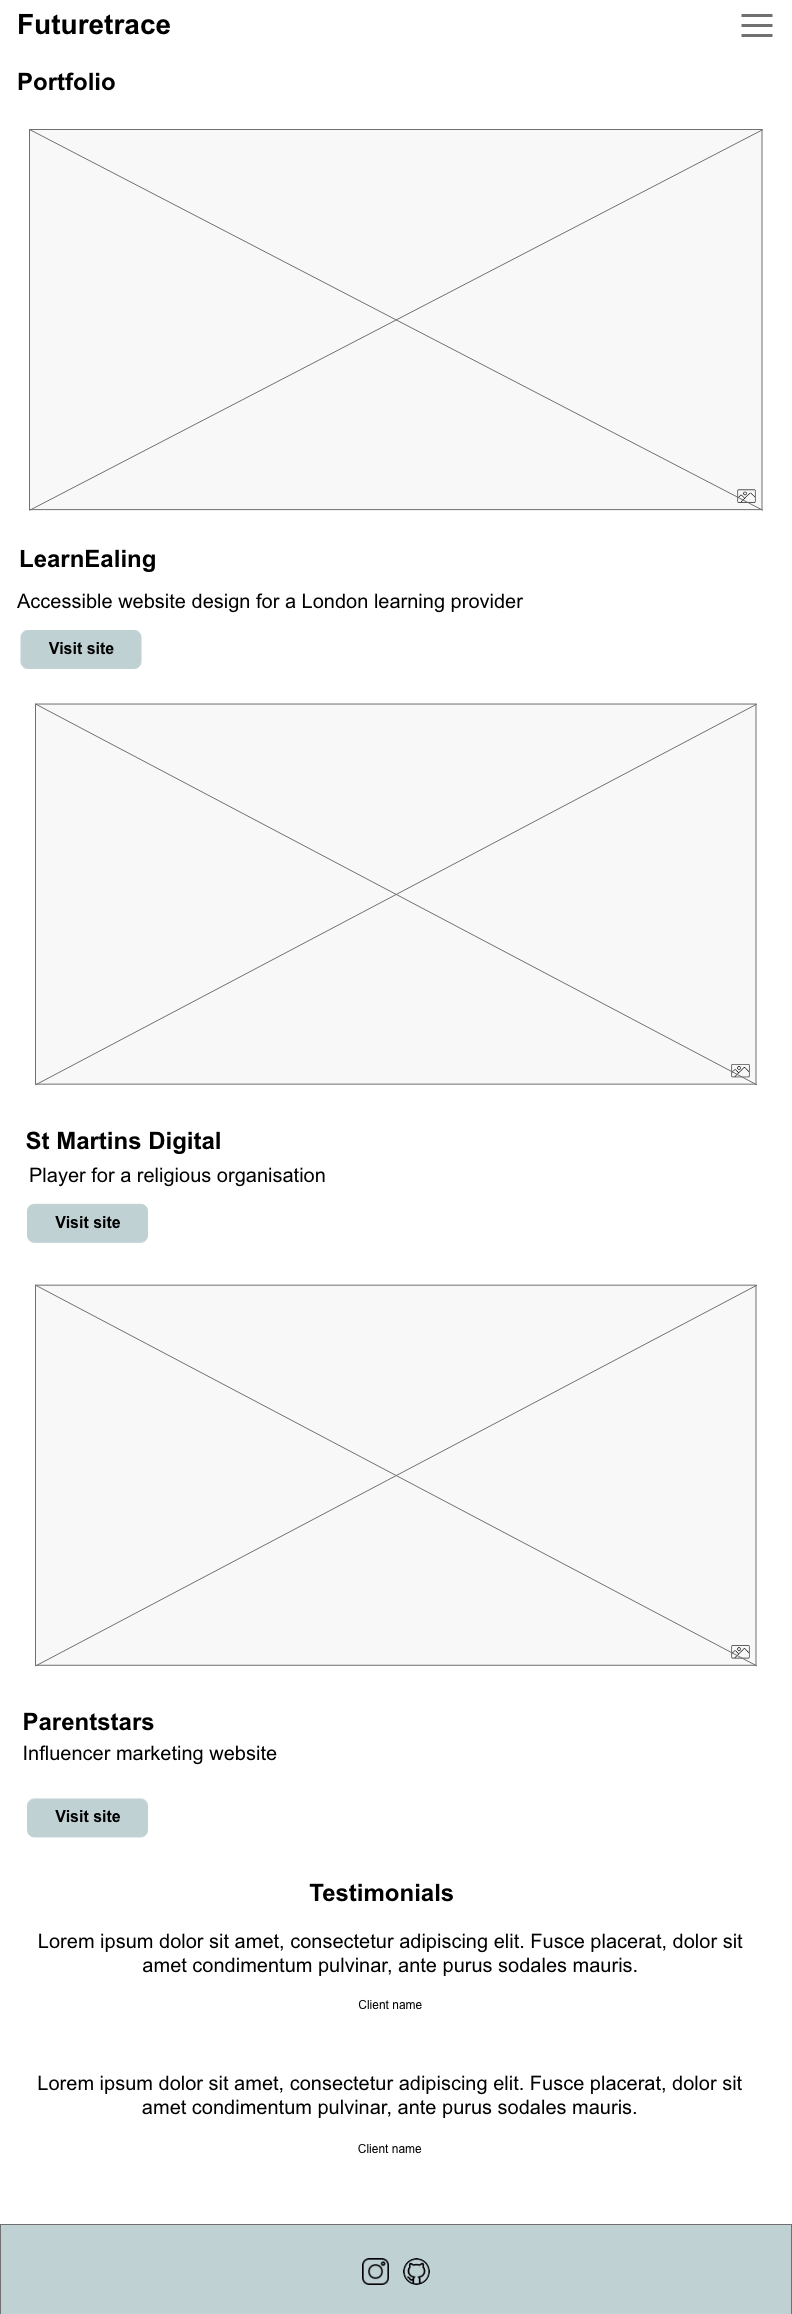 Futuretrace
Portfolio
LearnEaling
Accessible website design for a London learning provider
Visit site
St Martins Digital
Player for a religious organisation
Visit site
Parentstars
Influencer marketing website
Visit site
Testimonials
Lorem ipsum dolor sit amet, consectetur adipiscing elit. Fusce placerat, dolor sit
amet condimentum pulvinar, ante purus sodales mauris.
Client name
Lorem ipsum dolor sit amet, consectetur adipiscing elit. Fusce placerat, dolor sit
amet condimentum pulvinar, ante purus sodales mauris.
Client name